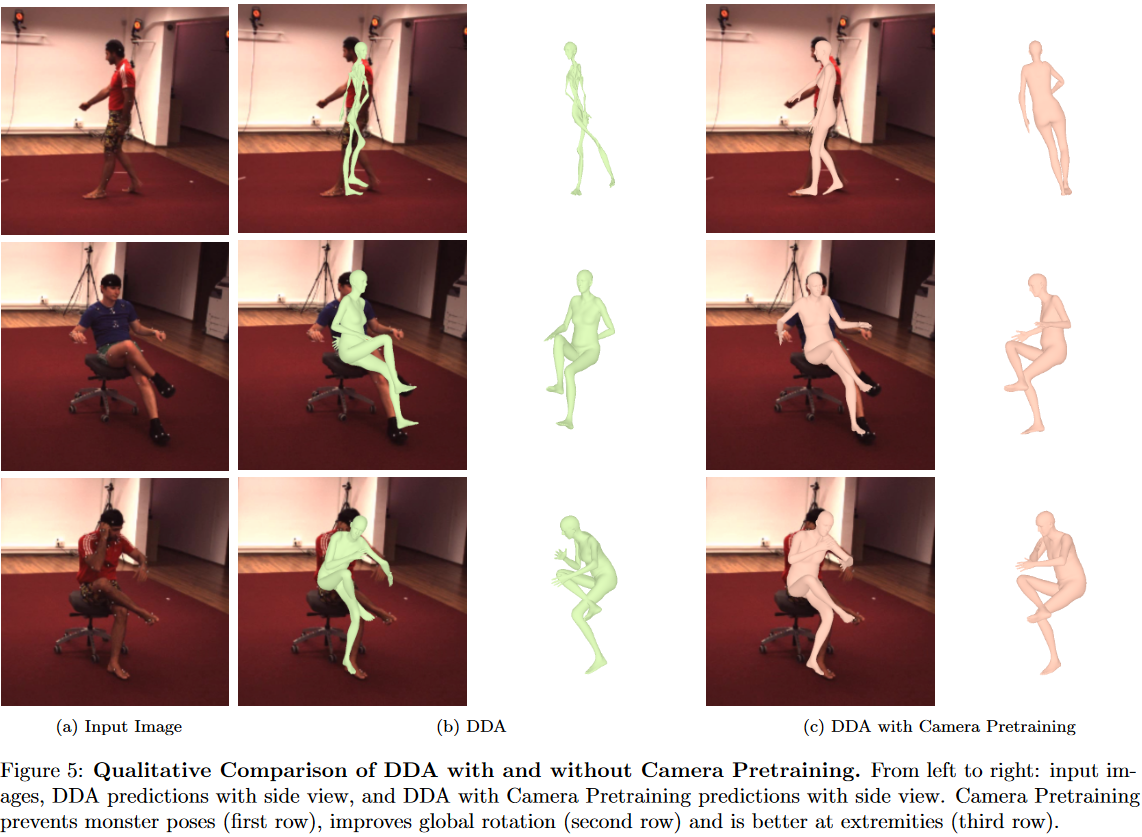 (a) Input Image
(b) DDA
(c) DDA with Camera Pretraining
Figure 5: Qualitative Comparison of DDA with and without Camera Pretraining. From left to right: input im-
ages, DDA predictions with side view, and DDA with Camera Pretraining predictions with side view. Camera Pretraining
prevents monster poses (first row), improves global rotation (second row) and is better at extremities (third row).